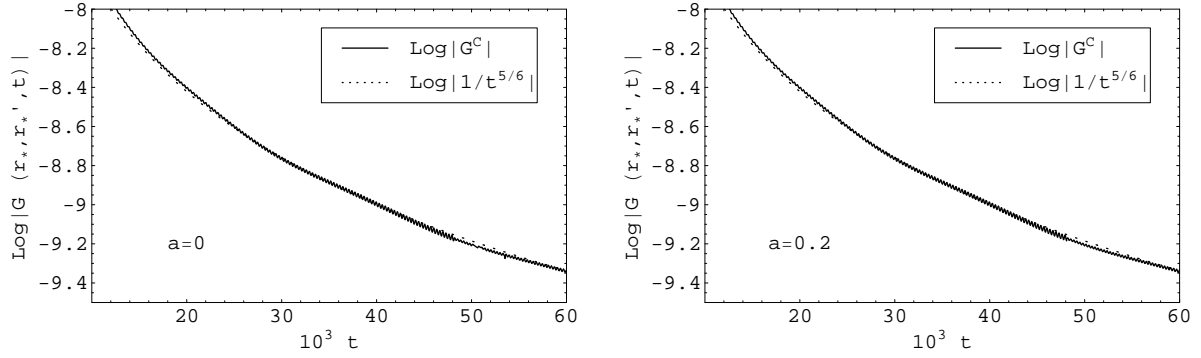 -8
-8.2
-8.4
-8.6
-8.8
-9
-9.2
-9.4
Log|G (r*,r*',t)|
Log|G^C|
Log|1/t^5/6|
a=0
20 30 40 50 60
10^3 t
-8
-8.2
-8.4
-8.6
-8.8
-9
-9.2
-9.4
Log|G (r*,r*',t)|
Log|G^C|
Log|1/t^5/6|
a=0.2
20 30 40 50 60
10^3 t